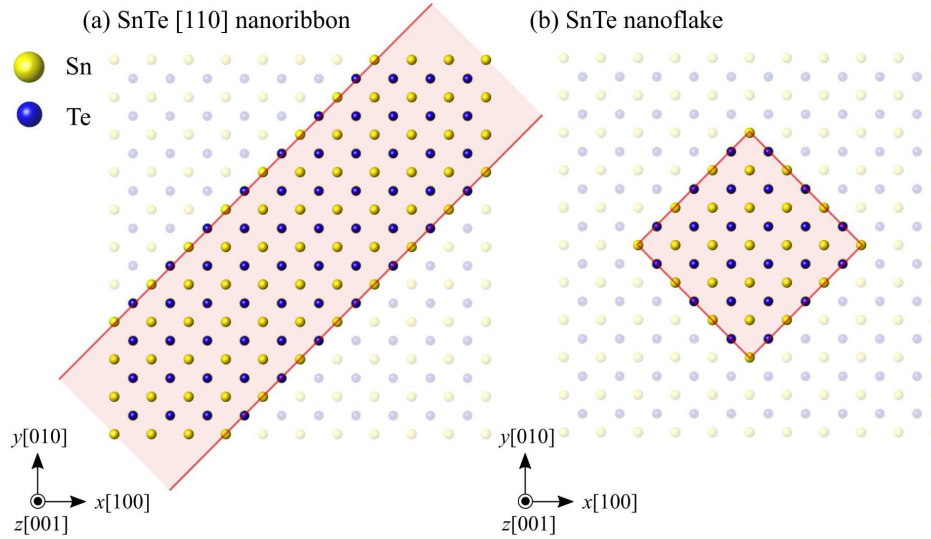 (a) SnTe [110] nanoribbon
(b) SnTe nanoflake
Sn
Te
y[010]
x[100]
z[001]
y[010]
x[100]
z[001]